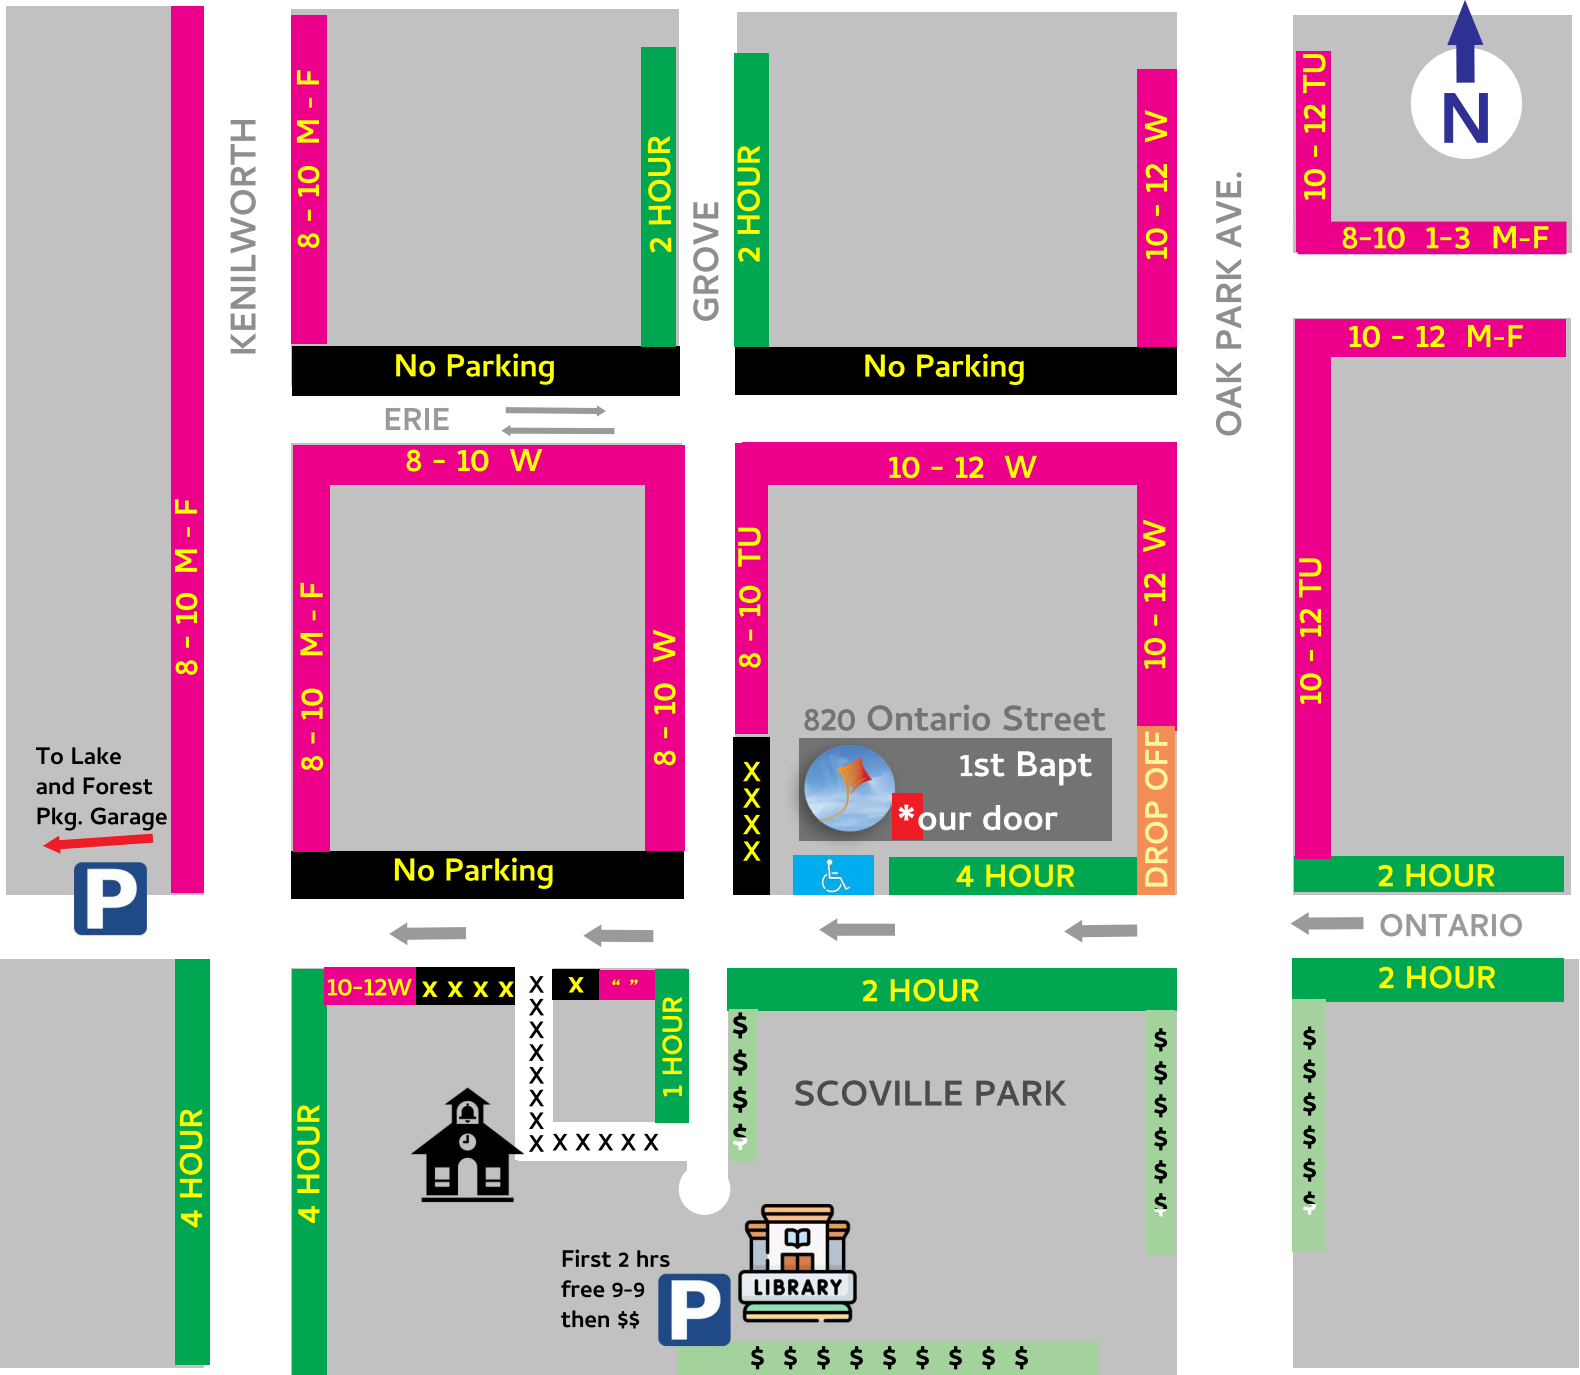 N
KENILWORTH
GROVE
OAK PARK AVE.
8 - 10 M - F
8 - 10 M - F
2 HOUR
2 HOUR
10 - 12 W
10 - 12 TU
8-10 1-3 M-F
No Parking
No Parking
10 - 12 M-F
ERIE
8 - 10 W
10 - 12 W
8 - 10 M - F
8 - 10 W
8 - 10 TU
10 - 12 W
10 - 12 TU
To Lake
and Forest
Pkg. Garage
P
820 Ontario Street
1st Bapt
*our door
DROP OFF
X
X
X
X
No Parking
4 HOUR
2 HOUR
ONTARIO
4 HOUR
4 HOUR
10-12W
X X X X
X
X
X
X
X
X
X
X
X X X X X
X
" "
1 HOUR
2 HOUR
2 HOUR
$
$
$
$
SCOVILLE PARK
$
$
$
$
$
$
$
$
$
$
$
$
First 2 hrs
free 9-9
then $$
P
LIBRARY
$ $ $ $ $ $ $ $ $